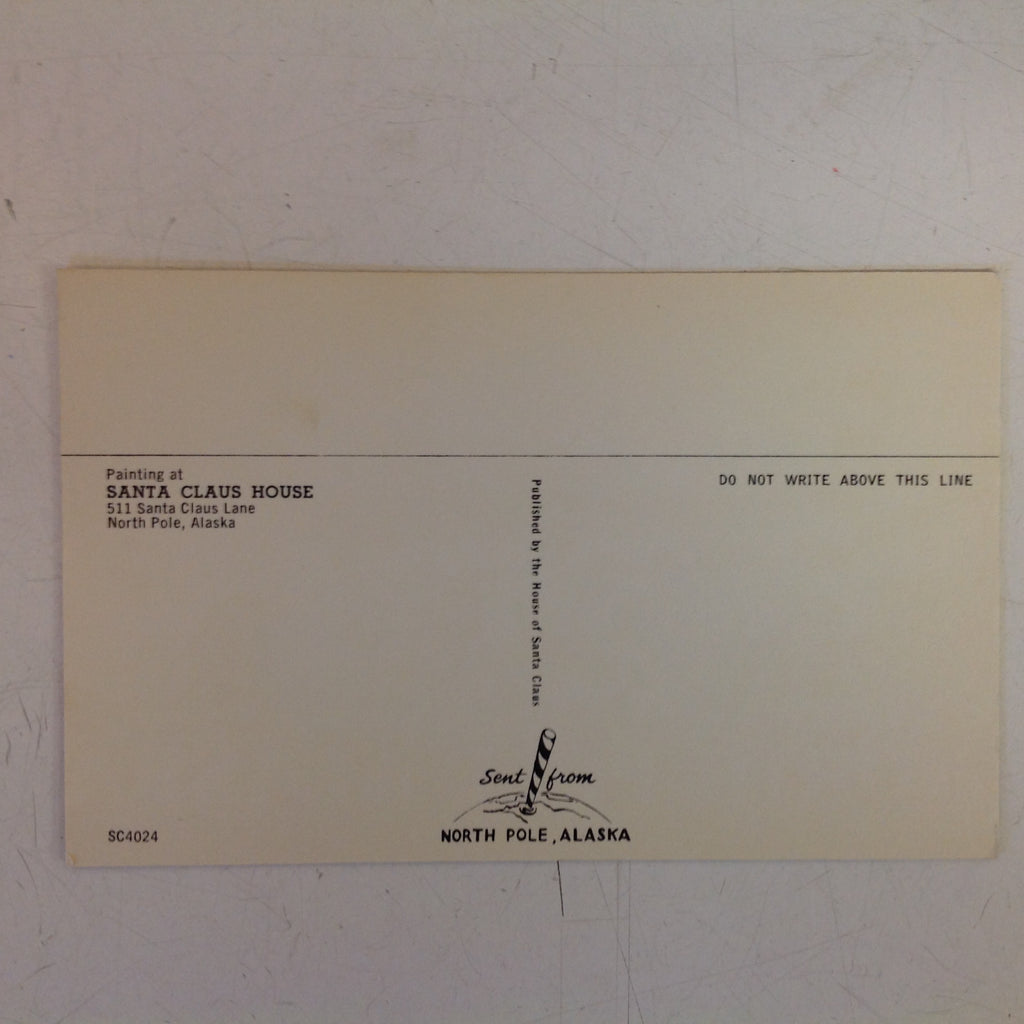 Painting at
SANTA CLAUS HOUSE
511 Santa Claus Lane
North Pole, Alaska
DO NOT WRITE ABOVE THIS LINE
Published by the House of Santa Claus
Sent from
NORTH POLE, ALASKA
SC4024